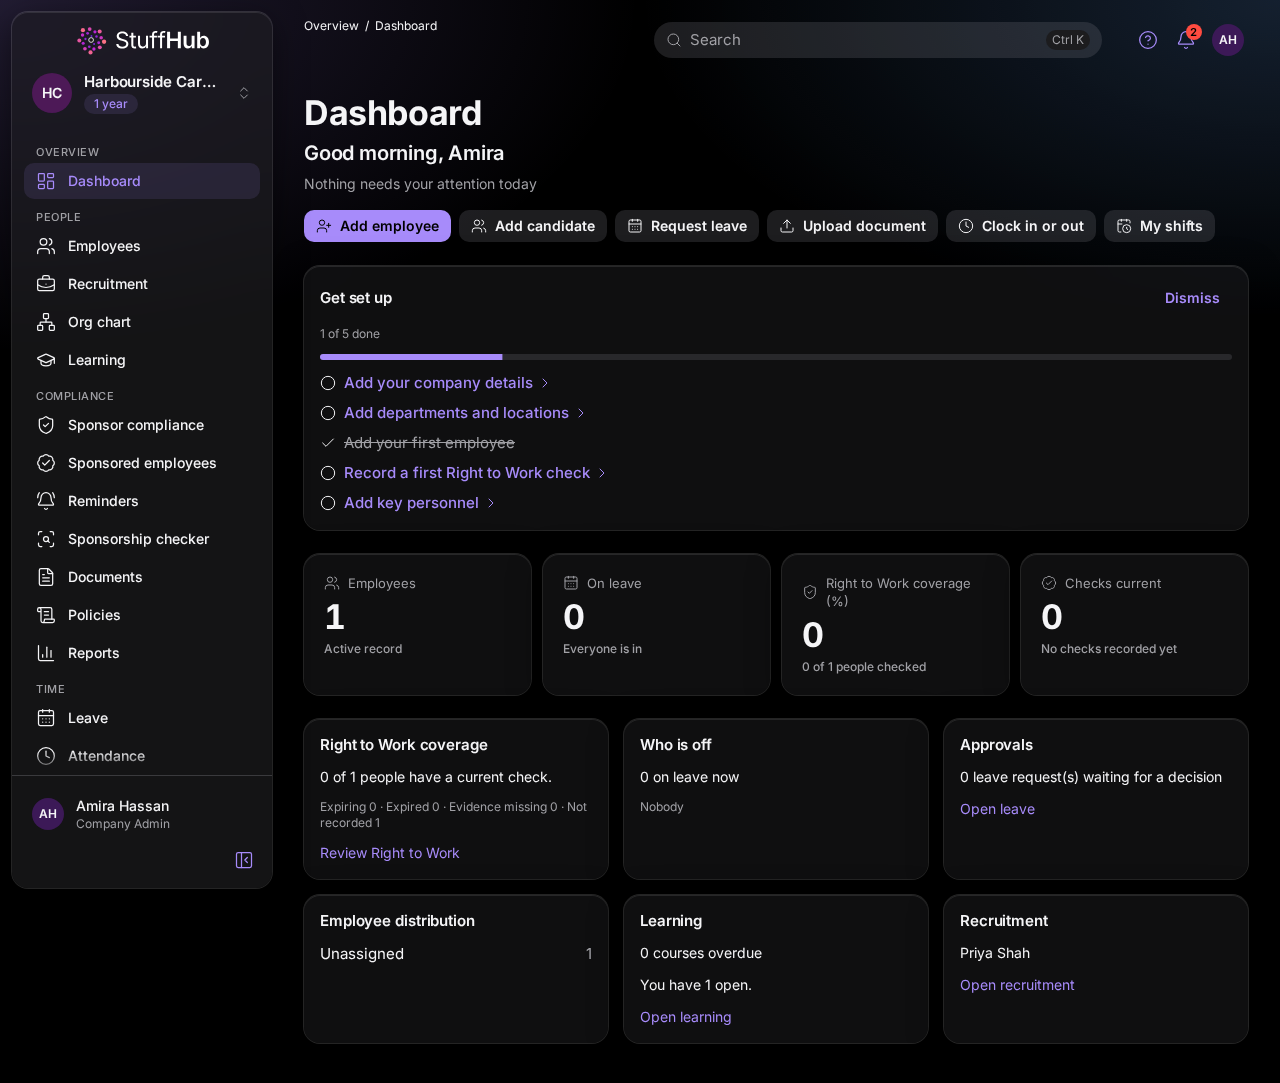 StuffHub
Harbourside Car...
HC
1 year
OVERVIEW
Dashboard
PEOPLE
Employees
Recruitment
Org chart
Learning
COMPLIANCE
Sponsor compliance
Sponsored employees
Reminders
Sponsorship checker
Documents
Policies
Reports
TIME
Leave
Attendance
AH
Amira Hassan
Company Admin
Overview / Dashboard
Search
Ctrl K
2
AH
Dashboard
Good morning, Amira
Nothing needs your attention today
Add employee
Add candidate
Request leave
Upload document
Clock in or out
My shifts
Get set up
Dismiss
1 of 5 done
Add your company details
Add departments and locations
Add your first employee
Record a first Right to Work check
Add key personnel
Employees
1
Active record
On leave
0
Everyone is in
Right to Work coverage
(%)
0
0 of 1 people checked
Checks current
0
No checks recorded yet
Right to Work coverage
0 of 1 people have a current check.
Expiring 0 · Expired 0 · Evidence missing 0 · Not
recorded 1
Review Right to Work
Who is off
0 on leave now
Nobody
Approvals
0 leave request(s) waiting for a decision
Open leave
Employee distribution
Unassigned 1
Learning
0 courses overdue
You have 1 open.
Open learning
Recruitment
Priya Shah
Open recruitment